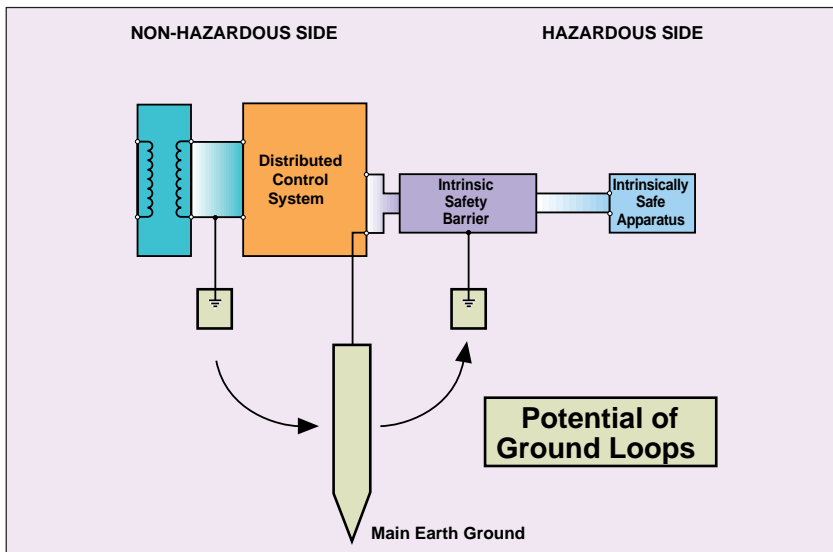 NON-HAZARDOUS SIDE
HAZARDOUS SIDE
Distributed
Control
System
Intrinsic
Safety
Barrier
Intrinsically
Safe
Apparatus
Potential of
Ground Loops
Main Earth Ground